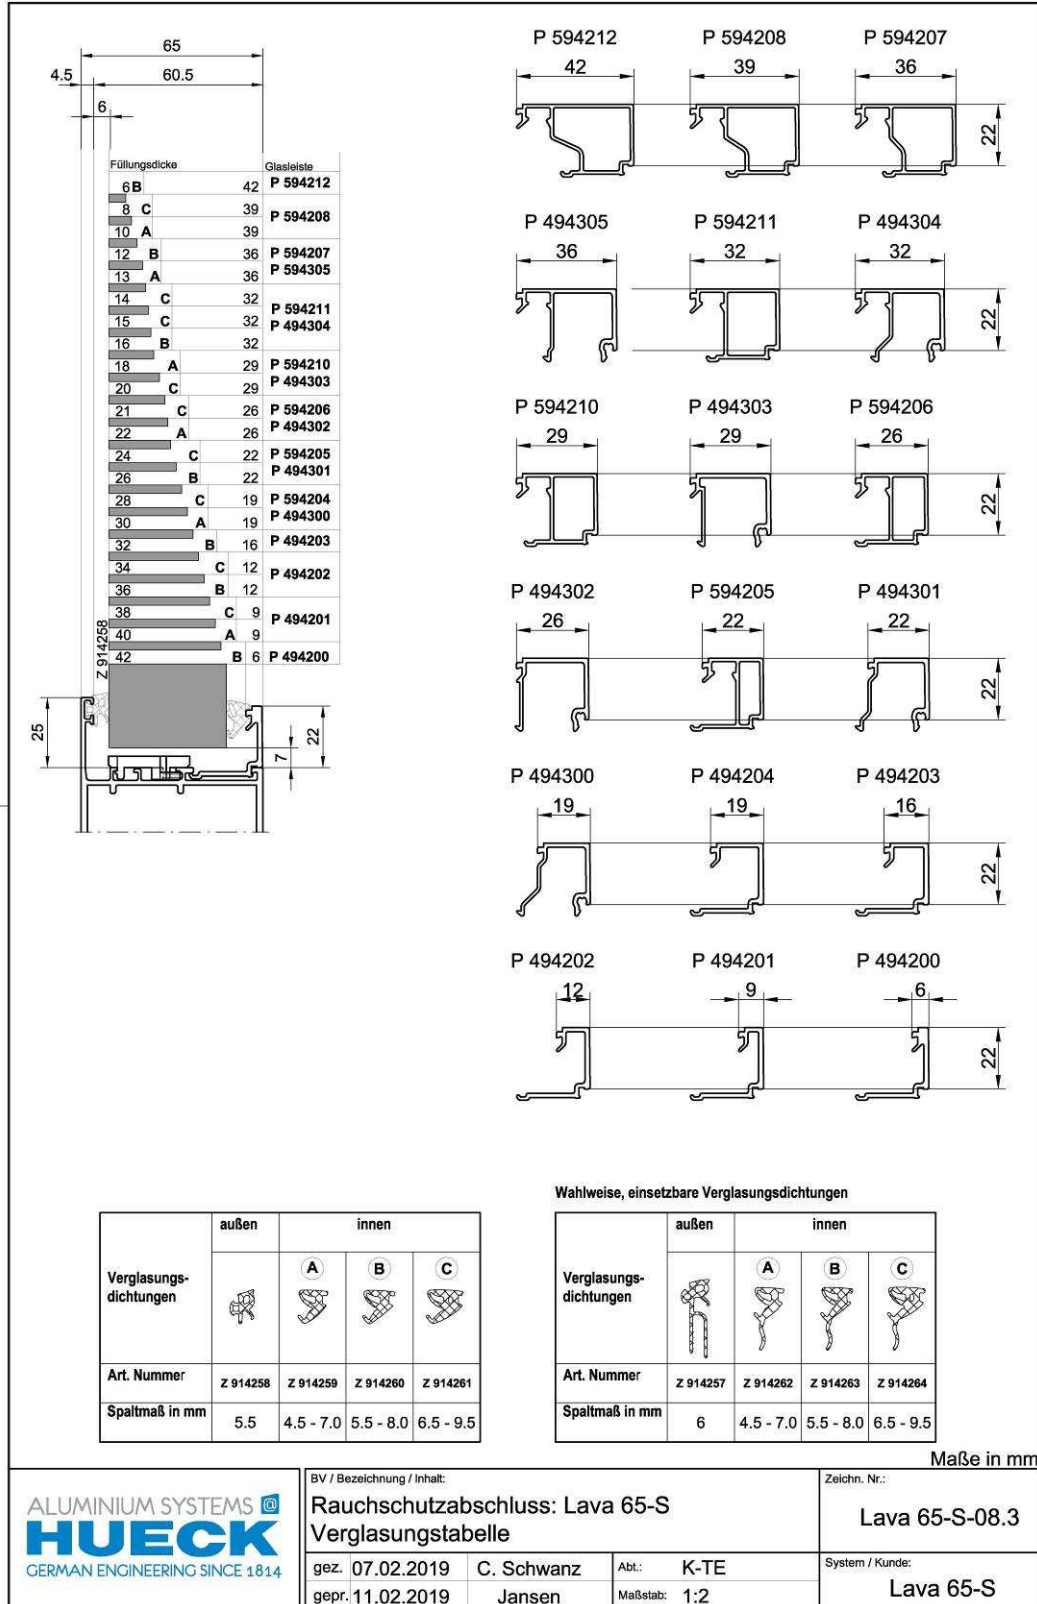 65
4.5 60.5
6
Füllungsdicke Glasleiste
6 B 42 P 594212
8 C 39 P 594208
10 A 39
12 B 36 P 594207
13 A 36 P 594305
14 C 32 P 594211
15 C 32 P 494304
16 B 32
18 A 29 P 594210
20 C 29 P 494303
21 C 26 P 594206
22 A 26 P 494302
24 C 22 P 594205
26 B 22 P 494301
28 C 19 P 594204
30 A 19 P 494300
32 B 16 P 494203
34 C 12 P 494202
36 B 12
38 C 9 P 494201
40 A 9
42 B 6 P 494200
Z 914258
25
22
7
P 594212 P 594208 P 594207
42 39 36
22
P 494305 P 594211 P 494304
36 32 32
22
P 594210 P 494303 P 594206
29 29 26
22
P 494302 P 594205 P 494301
26 22 22
22
P 494300 P 494204 P 494203
19 19 16
22
P 494202 P 494201 P 494200
12 9 6
22
außen innen
A B C
Verglasungs-
dichtungen
Art. Nummer Z 914258 Z 914259 Z 914260 Z 914261
Spaltmaß in mm 5.5 4.5 - 7.0 5.5 - 8.0 6.5 - 9.5
Wahlweise, einsetzbare Verglasungsdichtungen
außen innen
A B C
Verglasungs-
dichtungen
Art. Nummer Z 914257 Z 914262 Z 914263 Z 914264
Spaltmaß in mm 6 4.5 - 7.0 5.5 - 8.0 6.5 - 9.5
Maße in mm
ALUMINIUM SYSTEMS @
HUECK
GERMAN ENGINEERING SINCE 1814
BV / Bezeichnung / Inhalt:
Rauchschutzabschluss: Lava 65-S
Verglasungstabelle
Zeichn. Nr.:
Lava 65-S-08.3
gez. 07.02.2019 C. Schwanz Abt.: K-TE
gepr. 11.02.2019 Jansen Maßstab: 1:2
System / Kunde:
Lava 65-S